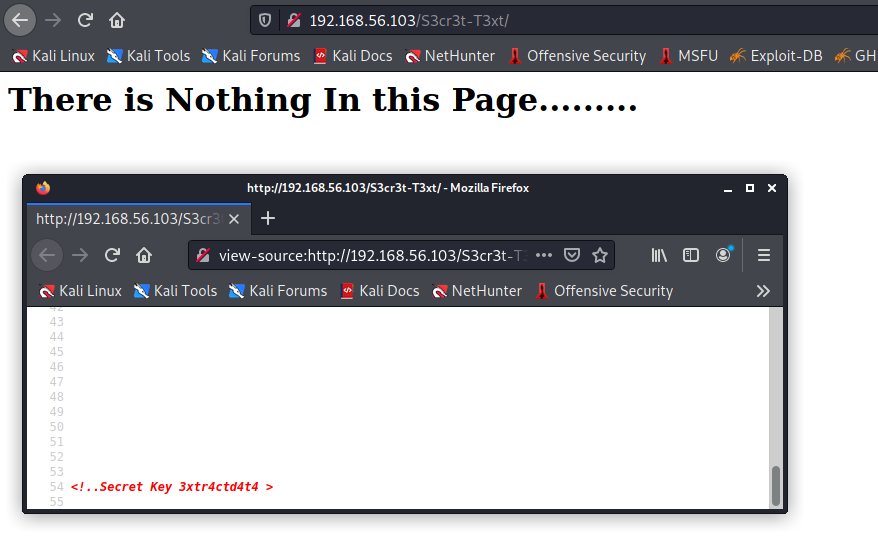 192.168.56.103/S3cr3t-T3xt/
Kali Linux Kali Tools Kali Forums Kali Docs NetHunter Offensive Security MSFU Exploit-DB GH
There is Nothing In this Page.........
http://192.168.56.103/S3cr3t-T3xt/ - Mozilla Firefox
http://192.168.56.103/S3cr3
view-source:http://192.168.56.103/S3cr3t-T
Kali Linux Kali Tools Kali Forums Kali Docs NetHunter Offensive Security
42
43
44
45
46
47
48
49
50
51
52
53
54 <!..Secret Key 3xtr4ctd4t4 >
55